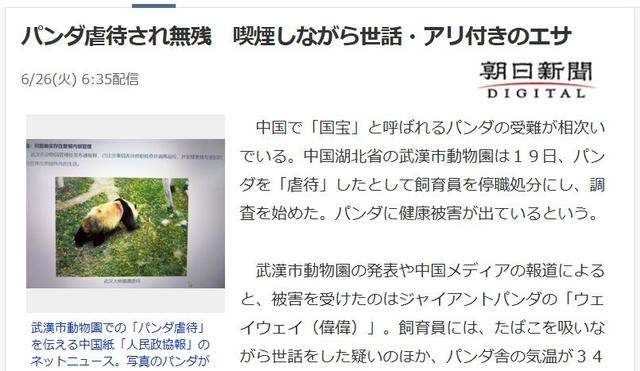 パンダ虐待され無残　喫煙しながら世話・アリ付きのエサ
6/26(火) 6:35配信
朝日新聞
DIGITAL
中国で「国宝」と呼ばれるパンダの受難が相次い
でいる。中国湖北省の武漢市動物園は１９日、パン
ダを「虐待」したとして飼育員を停職処分にし、調
査を始めた。パンダに健康被害が出ているという。
武漢市動物園の発表や中国メディアの報道による
と、被害を受けたのはジャイアントパンダの「ウェ
イウェイ（偉偉）」。飼育員には、たばこを吸いな
がら世話をした疑いのほか、パンダ舎の気温が３４
武漢市動物園での「パンダ虐待」
を伝える中国紙「人民政協報」の
ネットニュース。写真のパンダが